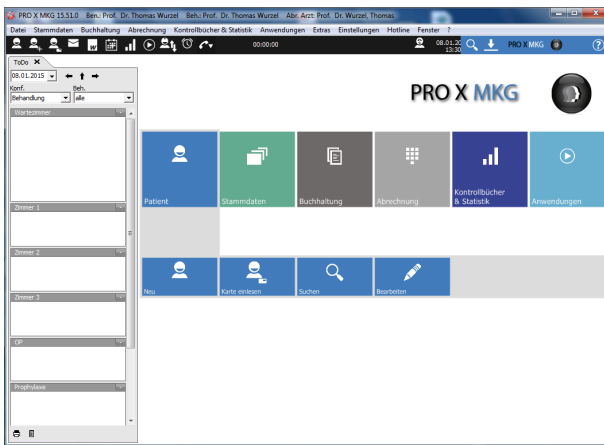 PRO X MKG 15.51.0 Ben.: Prof. Dr. Thomas Wurzel Beh.: Prof. Dr. Thomas Wurzel Abr. Arzt: Prof. Dr. Wurzel, Thomas
Datei Stammdaten Buchhaltung Abrechnung Kontrollbücher & Statistik Anwendungen Extras Einstellungen Hotline Fenster ?
00:00:00
08.01.20
13:30
PRO X MKG
?
ToDo X
08.01.2015
Konf. Beh.
Behandlung alle
Wartezimmer
Zimmer 1
Zimmer 2
Zimmer 3
OP
Prophylaxe
PRO X MKG
Patient
Stammdaten
Buchhaltung
Abrechnung
Kontrollbücher
& Statistik
Anwendungen
Neu
Karte einlesen
Suchen
Bearbeiten